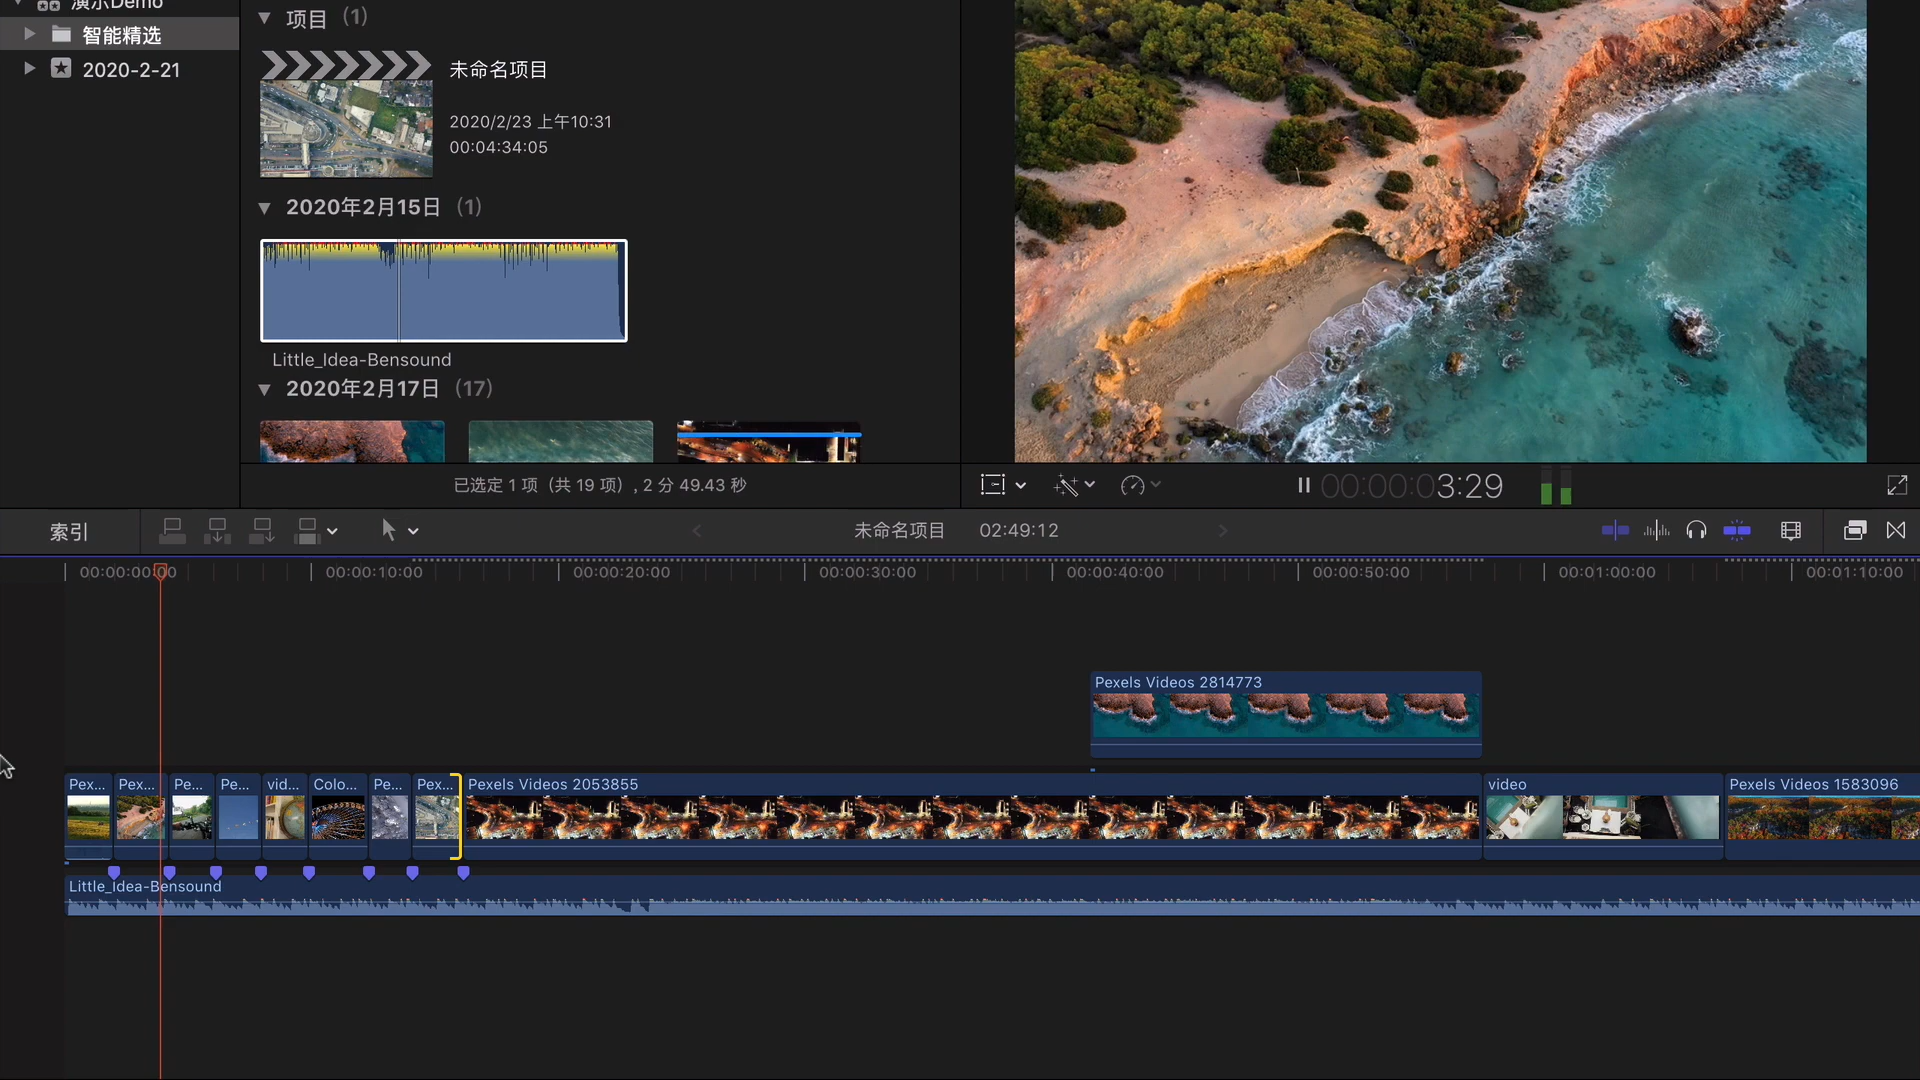 演示Demo
智能精选
2020-2-21
项目 (1)
未命名项目
2020/2/23 上午10:31
00:04:34:05
2020年2月15日 (1)
Little_Idea-Bensound
2020年2月17日 (17)
已选定 1 项（共 19 项）, 2 分 49.43 秒
00:00:03:29
索引
未命名项目 02:49:12
00:00:00:00 00:00:10:00 00:00:20:00 00:00:30:00 00:00:40:00 00:00:50:00 00:01:00:00 00:01:10:00
Pexels Videos 2814773
Pex... Pex... Pe... Pe... vid... Colo... Pe... Pex... Pexels Videos 2053855 video Pexels Videos 1583096
Little_Idea-Bensound